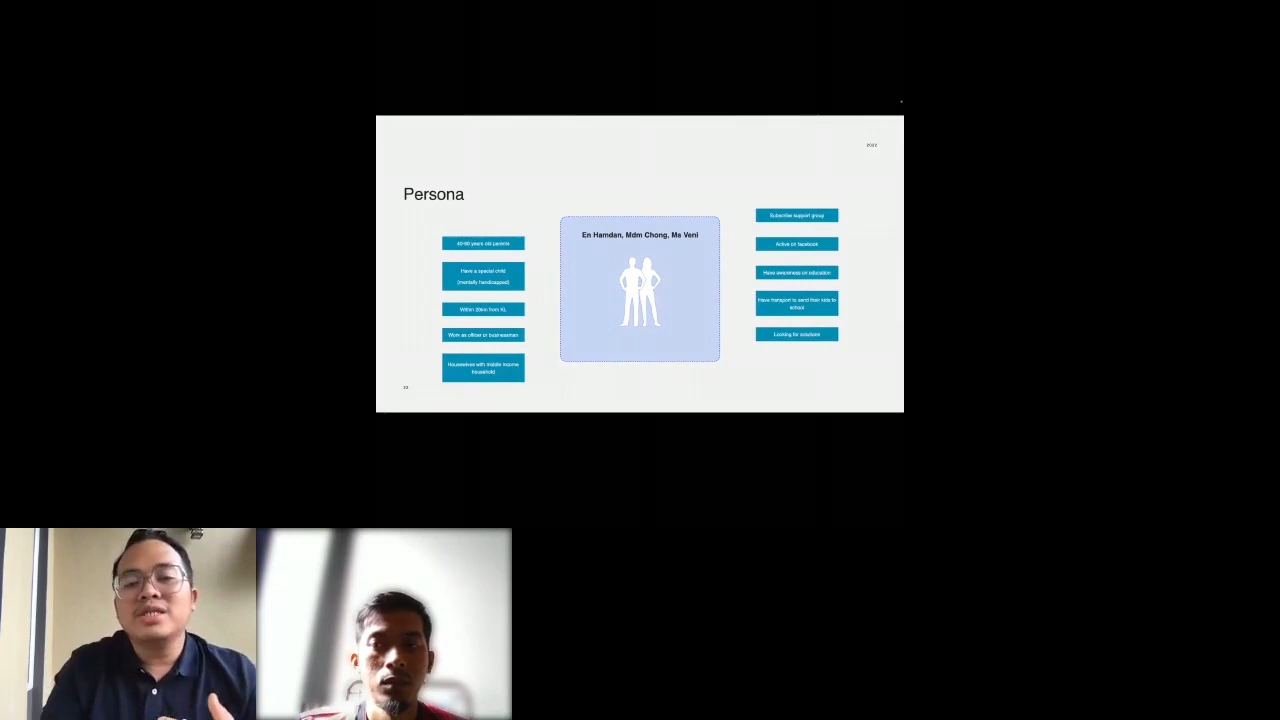 2022
Persona
40-60 years old parents
Have a special child
(mentally handicapped)
Within 20km from KL
Work as officer or businessman
Housewives with middle income
household
En Hamdan, Mdm Chong, Ms Veni
Subscribe support group
Active on facebook
Have awareness on education
Have transport to send their kids to
school
Looking for solutions
22